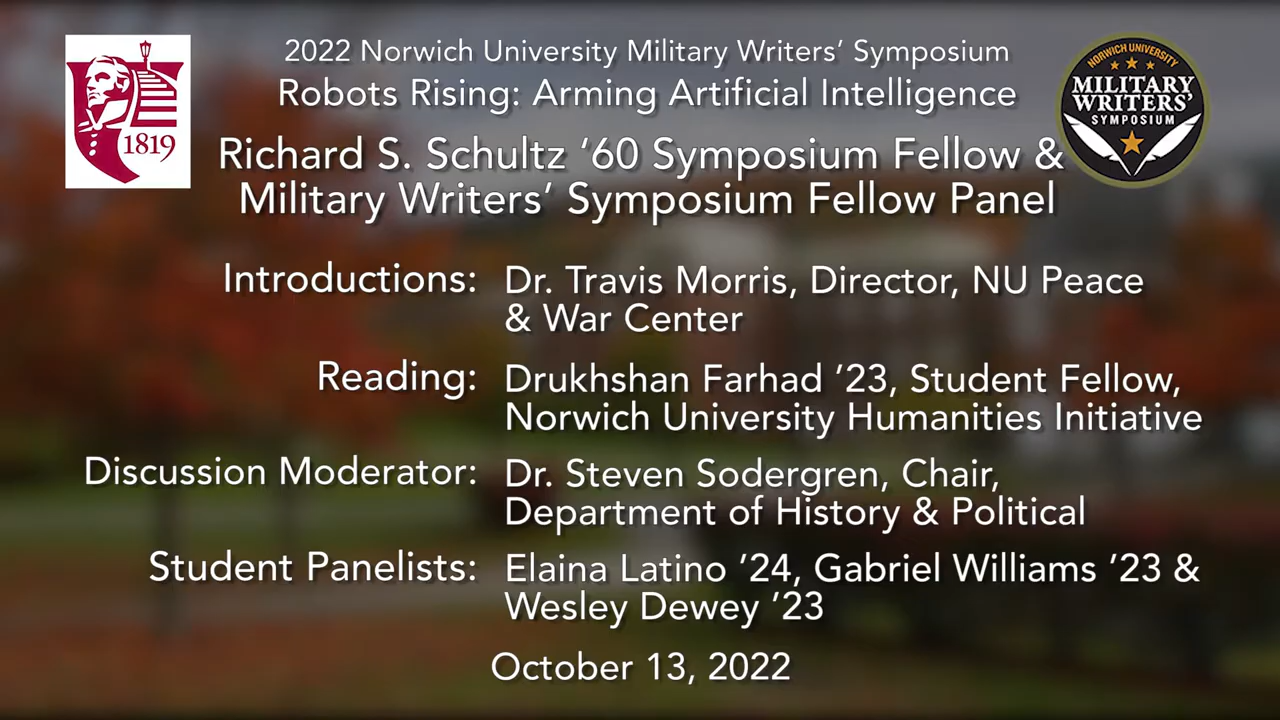 2022 Norwich University Military Writers’ Symposium
Robots Rising: Arming Artificial Intelligence
1819
NORWICH UNIVERSITY
MILITARY
WRITERS’
SYMPOSIUM
Richard S. Schultz ’60 Symposium Fellow &
Military Writers’ Symposium Fellow Panel
Introductions: Dr. Travis Morris, Director, NU Peace
& War Center
Reading: Drukhshan Farhad ’23, Student Fellow,
Norwich University Humanities Initiative
Discussion Moderator: Dr. Steven Sodergren, Chair,
Department of History & Political
Student Panelists: Elaina Latino ’24, Gabriel Williams ’23 &
Wesley Dewey ’23
October 13, 2022